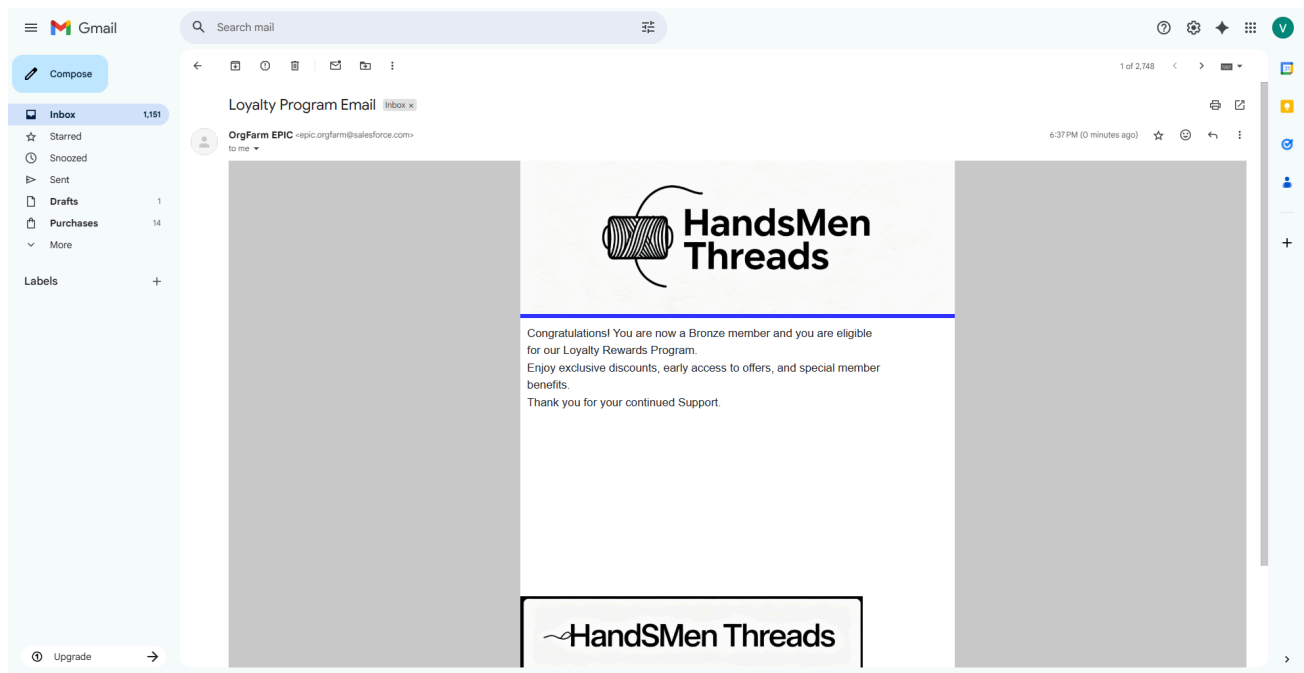 Gmail
Search mail
V
Compose
1 of 2,748
Inbox 1,151
Starred
Snoozed
Sent
Drafts 1
Purchases 14
More
Labels
Upgrade
Loyalty Program Email Inbox x
OrgFarm EPIC <epic.orgfarm@salesforce.com>
6:37 PM (0 minutes ago)
to me
HandsMen
Threads
Congratulations! You are now a Bronze member and you are eligible
for our Loyalty Rewards Program.
Enjoy exclusive discounts, early access to offers, and special member
benefits.
Thank you for your continued Support.
HandSMen Threads